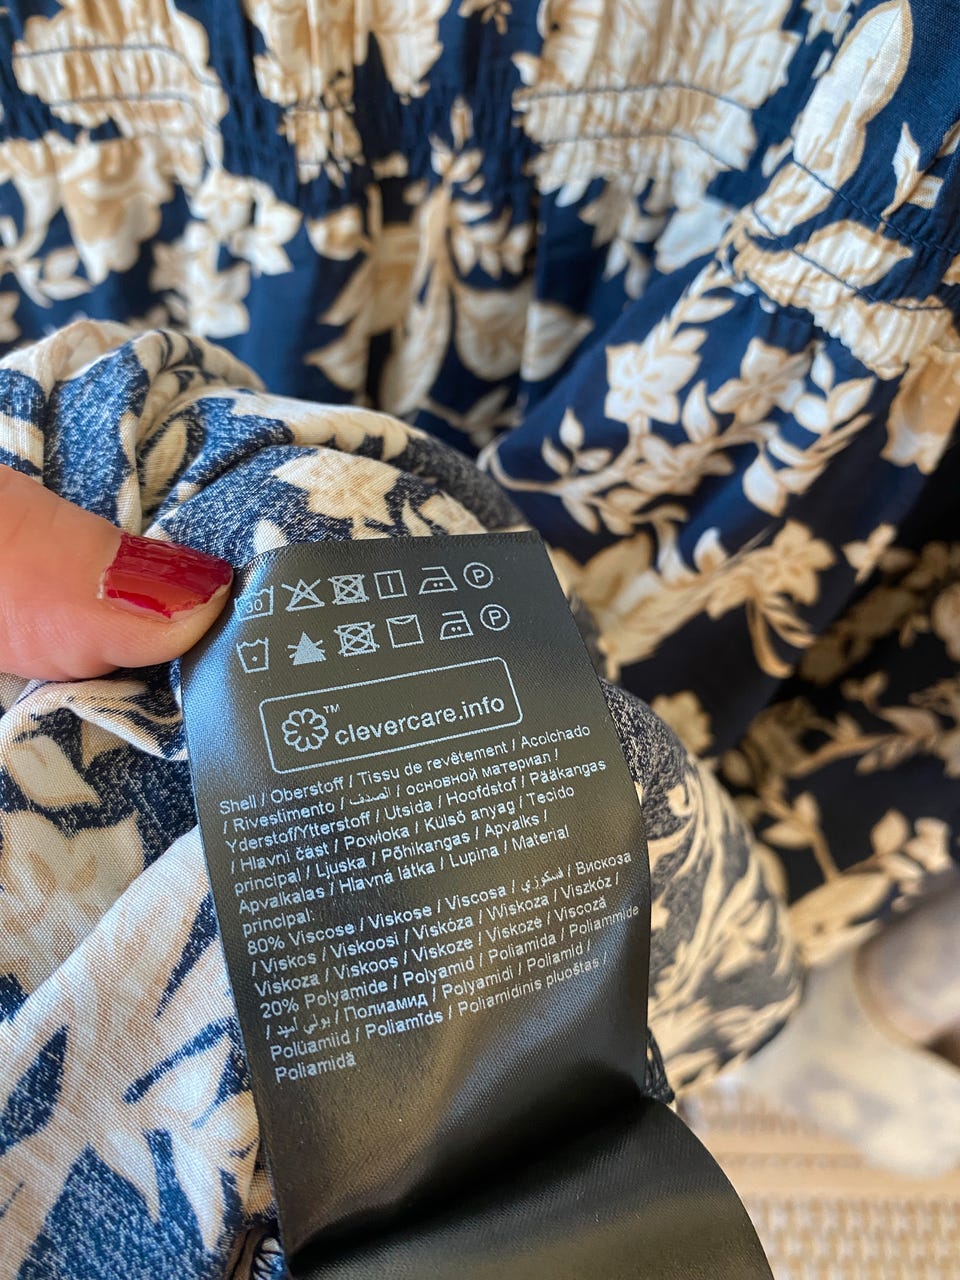 30 P
P
™ clevercare.info
Shell / Oberstoff / Tissu de revêtement / Acolchado
/ Rivestimento / الصدف / основной материал /
Yderstof/Ytterstoff / Utsida / Hoofdstof / Pääkangas
/ Hlavní část / Powłoka / Külső anyag / Tecido
principal / Ljuska / Põhikangas / Apvalks /
Apvalkalas / Hlavná látka / Lupina / Material
principal:
80% Viscose / Viskose / Viscosa / فسكوزي / Вискоза
/ Viskos / Viskoosi / Viskóza / Wiskoza / Viszkóz /
Viskoza / Viskoos / Viskoze / Viskozė / Viscoză
20% Polyamide / Polyamid / Poliamida / Poliammide
/ بولي أميد / Полиамид / Polyamidi / Poliamid /
Polüamiid / Poliamīds / Poliamidinis pluoštas /
Poliamidă